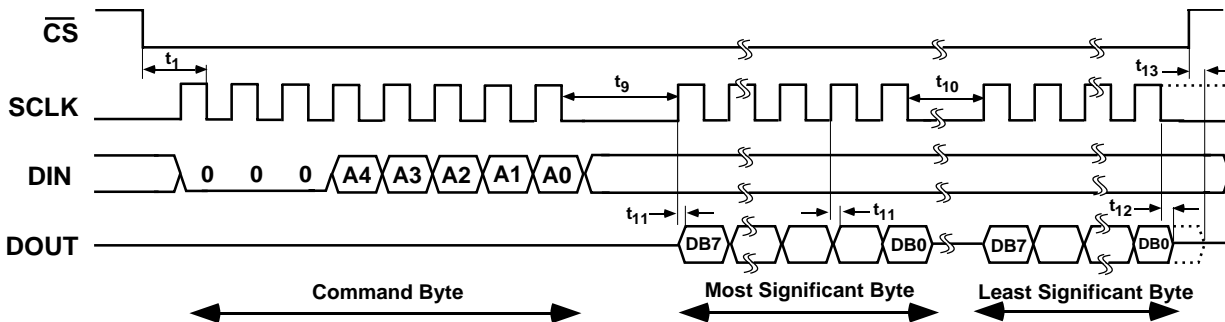 CS
t1
t13
SCLK
t9
t10
DIN
0 0 0 A4 A3 A2 A1 A0
t11
t11
t12
DOUT
DB7 DB0 DB7 DB0
Command Byte
Most Significant Byte
Least Significant Byte